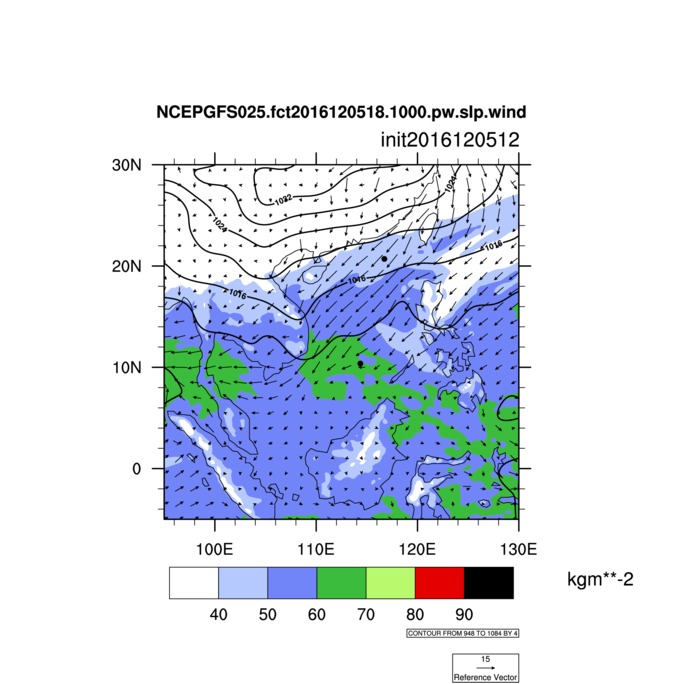 NCEPGFS025.fct2016120518.1000.pw.slp.wind
init2016120512
30N
20N
10N
0
1032
1024
1024
1016
1016
1016
100E 110E 120E 130E
kgm**-2
40 50 60 70 80 90
CONTOUR FROM 948 TO 1084 BY 4
15
Reference Vector